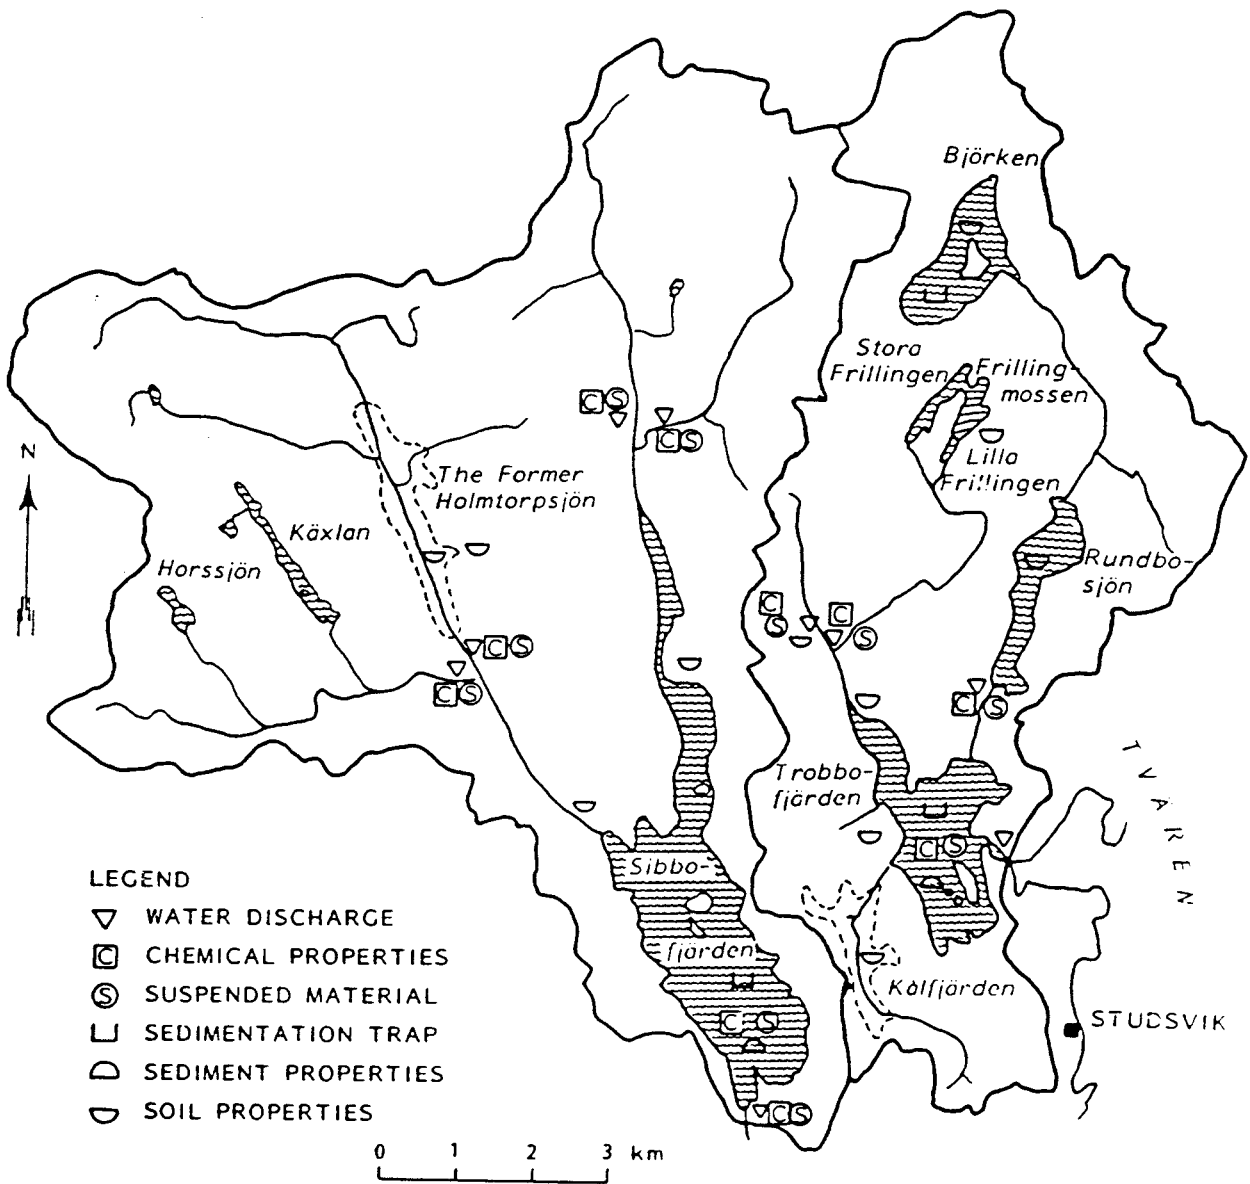 Björken
Stora
Frillingen
Frilling-
mossen
N
Lilla
Frillingen
The Former
Holmtorpsjön
Käxlan
Horssjön
Rundbo-
sjön
C S
C S
C
S
C
S
C S
C S
C S
Trobbo-
fjärden
TVÄREN
C S
Sibbo-
fjärden
C S
Kålfjärden
STUDSVIK
C S
LEGEND
WATER DISCHARGE
C CHEMICAL PROPERTIES
S SUSPENDED MATERIAL
SEDIMENTATION TRAP
SEDIMENT PROPERTIES
SOIL PROPERTIES
0 1 2 3 km